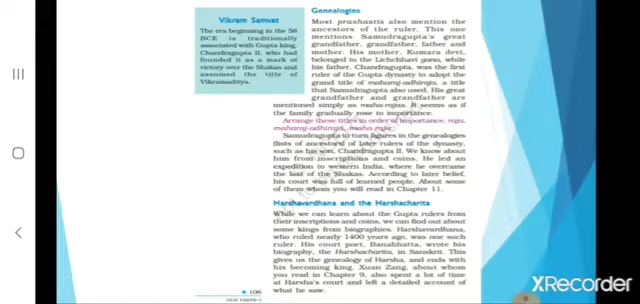 Vikram Samvat
The era beginning in the 58
BCE is traditionally
associated with Gupta king,
Chandragupta II, who had
founded it as a mark of
victory over the Shakas and
assumed the title of
Vikramaditya.
Genealogies
Most prashastis also mention the
ancestors of the ruler. This one
mentions Samudragupta's great
grandfather, grandfather, father and
mother. His mother, Kumara devi,
belonged to the Lichchhavi gana, while
his father, Chandragupta, was the first
ruler of the Gupta dynasty to adopt the
grand title of maharaj-adhiraja, a title
that Samudragupta also used. His great
grandfather and grandfather are
mentioned simply as maha-rajas. It seems as if
the family gradually rose to importance.
Arrange these titles in order of importance: raja,
maharaj-adhiraja, maha-raja.
Samudragupta in turn figures in the genealogies
(lists of ancestors) of later rulers of the dynasty,
such as his son, Chandragupta II. We know about
him from inscriptions and coins. He led an
expedition to western India, where he overcame
the last of the Shakas. According to later belief,
his court was full of learned people. About some
of them whom you will read in Chapter 11.
Harshavardhana and the Harshacharita
While we can learn about the Gupta rulers from
their inscriptions and coins, we can find out about
some kings from biographies. Harshavardhana,
who ruled nearly 1400 years ago, was one such
ruler. His court poet, Banabhatta, wrote his
biography, the Harshacharita, in Sanskrit. This
gives us the genealogy of Harsha, and ends with
his becoming king. Xuan Zang, about whom
you read in Chapter 9, also spent a lot of time
at Harsha's court and left a detailed account of
what he saw.
106
XRECORDER